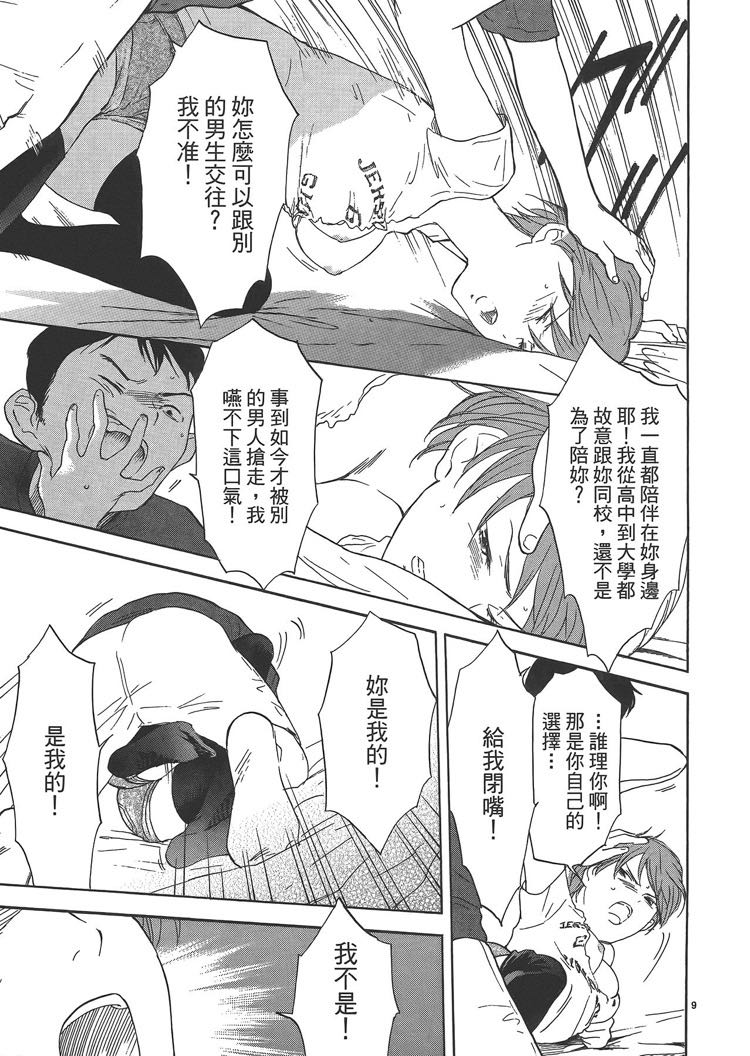 妳怎麼可以跟別
的男生交往？
我不准！
JERSEY
我一直都陪伴在妳身邊
耶！我從高中到大學都
故意跟妳同校，還不是
為了陪妳？
事到如今才被別
的男人搶走，我
嚥不下這口氣！
…誰理你啊！
那是你自己的
選擇…
給我閉嘴！
妳是我的！
是我的！
我不是！
9